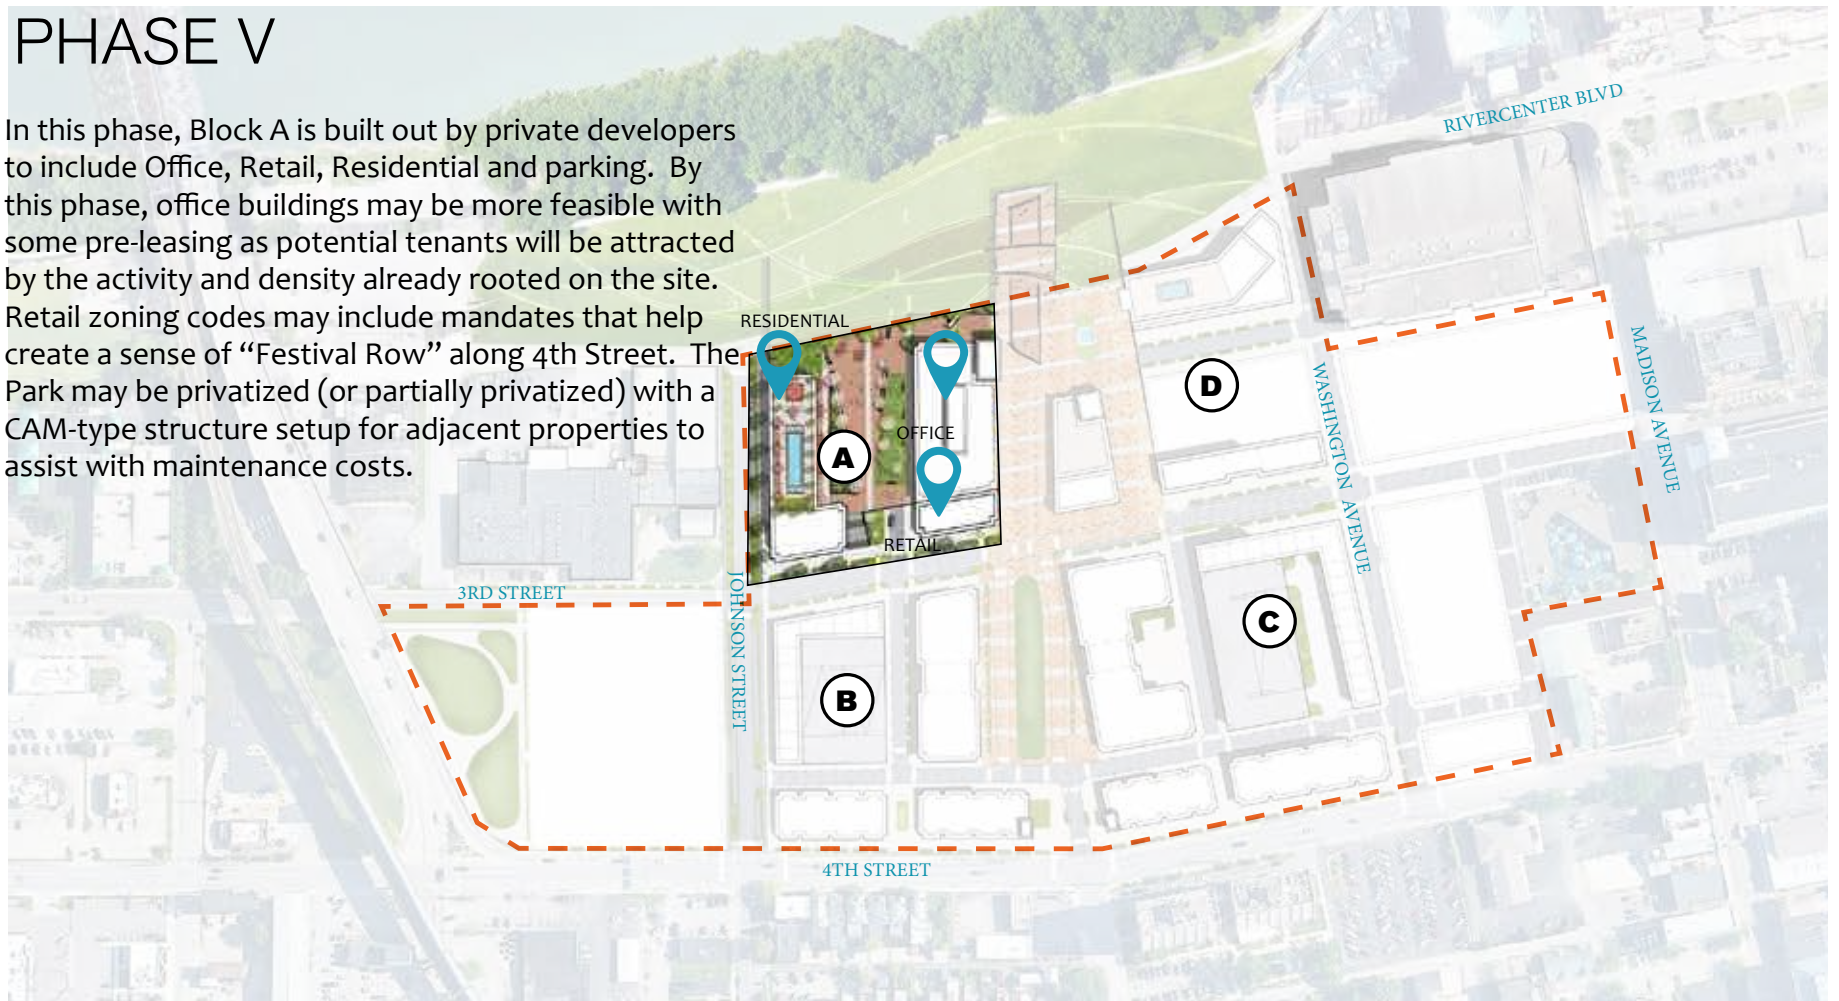 PHASE V
In this phase, Block A is built out by private developers
to include Office, Retail, Residential and parking.  By
this phase, office buildings may be more feasible with
some pre-leasing as potential tenants will be attracted
by the activity and density already rooted on the site.
Retail zoning codes may include mandates that help
create a sense of “Festival Row” along 4th Street.  The
Park may be privatized (or partially privatized) with a
CAM-type structure setup for adjacent properties to
assist with maintenance costs.
RIVERCENTER BLVD
RESIDENTIAL
OFFICE
RETAIL
A
B
C
D
MADISON AVENUE
WASHINGTON AVENUE
3RD STREET
JOHNSON STREET
4TH STREET